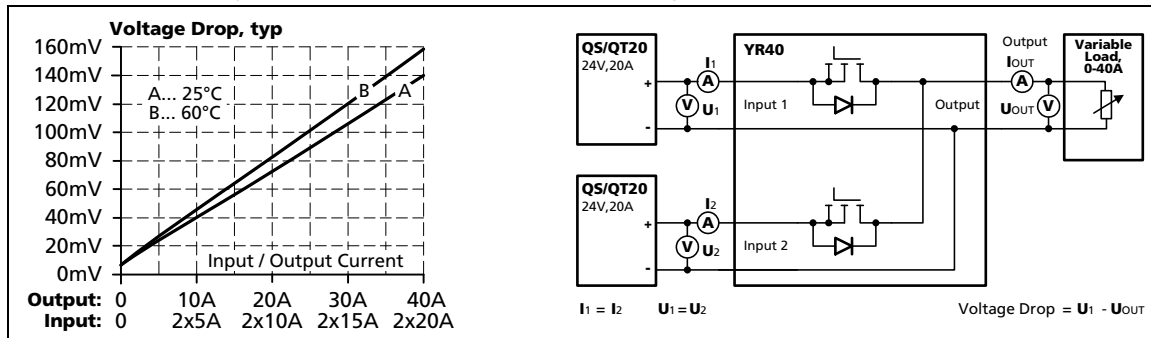 Voltage Drop, typ
160mV
140mV
120mV
100mV
80mV
60mV
40mV
20mV
0mV
A... 25°C
B... 60°C
B
A
Input / Output Current
Output: 0 10A 20A 30A 40A
Input: 0 2x5A 2x10A 2x15A 2x20A
QS/QT20
24V,20A
+
-
I1
A
V
U1
YR40
Input 1
Output
Output
IOUT
A
UOUT
V
Variable
Load,
0-40A
QS/QT20
24V,20A
+
-
I2
A
V
U2
Input 2
I1 = I2 U1 = U2
Voltage Drop = U1 - UOUT